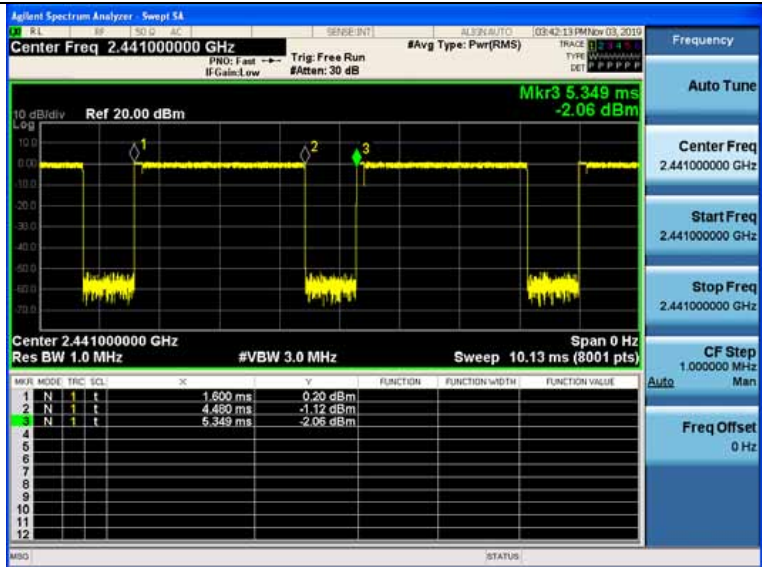 Agilent Spectrum Analyzer - Swept SA
RL RF 50 Ω AC SENSE:INT ALIGN AUTO 03:42:13 PM Nov 03, 2019
Center Freq 2.441000000 GHz
PNO: Fast
IFGain:Low
Trig: Free Run
#Atten: 30 dB
#Avg Type: Pwr(RMS)
TRACE 1 2 3 4 5 6
TYPE
DET P P P P P P
Mkr3 5.349 ms
-2.06 dBm
10 dB/div Ref 20.00 dBm
Log
10.0
0.00
-10.0
-20.0
-30.0
-40.0
-50.0
-60.0
-70.0
1
2
3
Center 2.441000000 GHz Span 0 Hz
Res BW 1.0 MHz #VBW 3.0 MHz Sweep 10.13 ms (8001 pts)
MKR MODE TRC SCL X Y FUNCTION FUNCTION WIDTH FUNCTION VALUE
1 N 1 t 1.600 ms 0.20 dBm
2 N 1 t 4.480 ms -1.12 dBm
3 N 1 t 5.349 ms -2.06 dBm
4
5
6
7
8
9
10
11
12
MSG STATUS
Frequency
Auto Tune
Center Freq
2.441000000 GHz
Start Freq
2.441000000 GHz
Stop Freq
2.441000000 GHz
CF Step
1.000000 MHz
Auto Man
Freq Offset
0 Hz